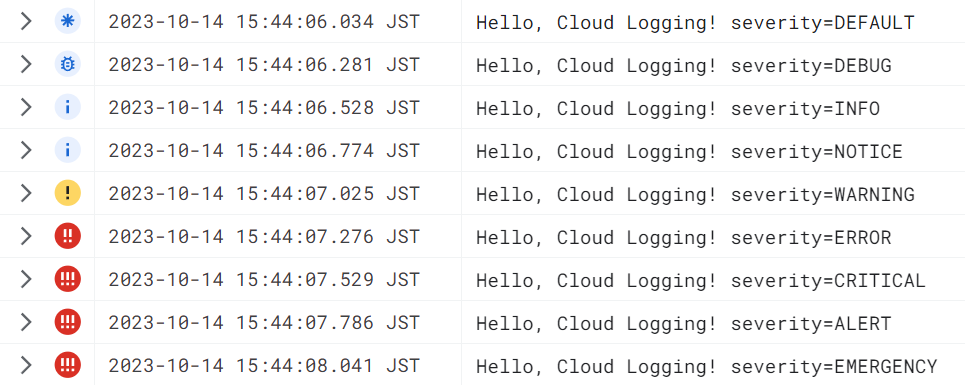 2023-10-14 15:44:06.034 JST Hello, Cloud Logging! severity=DEFAULT
2023-10-14 15:44:06.281 JST Hello, Cloud Logging! severity=DEBUG
2023-10-14 15:44:06.528 JST Hello, Cloud Logging! severity=INFO
2023-10-14 15:44:06.774 JST Hello, Cloud Logging! severity=NOTICE
2023-10-14 15:44:07.025 JST Hello, Cloud Logging! severity=WARNING
2023-10-14 15:44:07.276 JST Hello, Cloud Logging! severity=ERROR
2023-10-14 15:44:07.529 JST Hello, Cloud Logging! severity=CRITICAL
2023-10-14 15:44:07.786 JST Hello, Cloud Logging! severity=ALERT
2023-10-14 15:44:08.041 JST Hello, Cloud Logging! severity=EMERGENCY